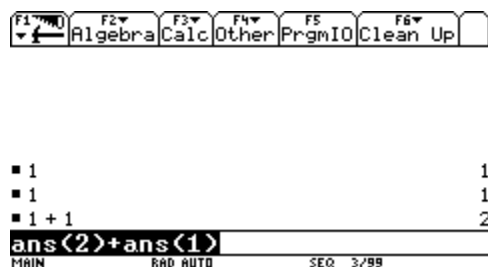 F1 F2 F3 F4 F5 F6
Algebra Calc Other PrgmIO Clean Up
1 1
1 1
1 + 1 2
ans(2)+ans(1)
MAIN RAD AUTO SEQ 3/99